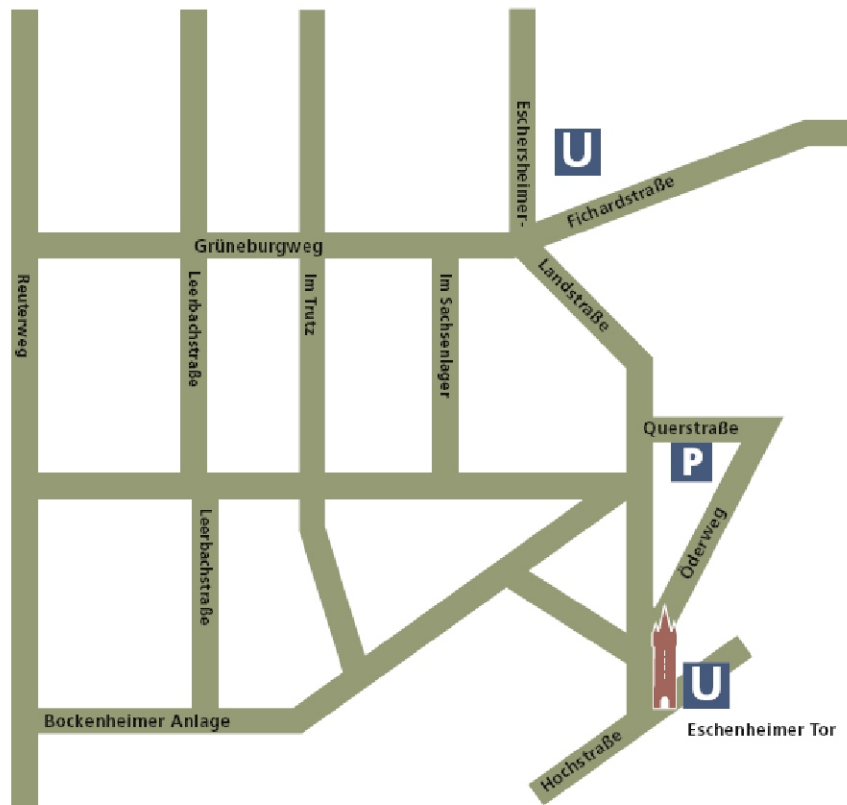 Eschersheimer-
U
Fichardstraße
Grüneburgweg
Landstraße
Reuterweg
Leerbachstraße
Im Trutz
Im Sachsenlager
Querstraße
P
Leerbachstraße
Öderweg
U
Bockenheimer Anlage
Eschenheimer Tor
Hochstraße